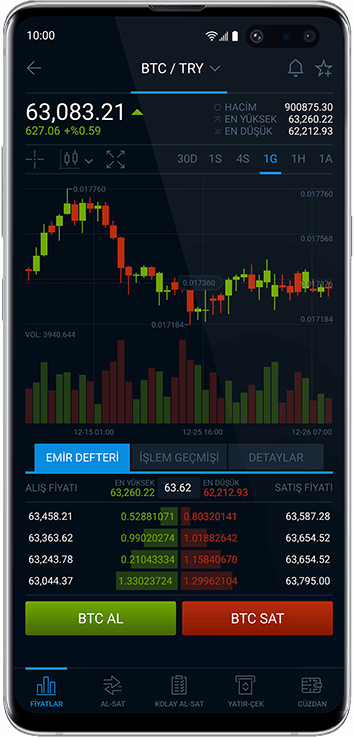 10:00
BTC / TRY
63,083.21
627.06 +%0.59
HACİM 900875.30
EN YÜKSEK 63,260.22
EN DÜŞÜK 62,212.93
30D 1S 4S 1G 1H 1A
0.017760 0.017760
0.017568
0.017360 0.017376
0.017184 0.017184
VOL: 3940.644
12-15 01:00 12-25 16:00 12-26 07:00
EMİR DEFTERİ İŞLEM GEÇMİŞİ DETAYLAR
ALIŞ FİYATI EN YÜKSEK 63,260.22 63.62 EN DÜŞÜK 62,212.93 SATIŞ FİYATI
63,458.21 0.52881071 0.80320141 63,587.28
63,363.62 0.99020274 1.01882642 63,654.52
63,243.78 0.21043334 1.15840670 63,654.52
63,044.37 1.33023724 1.29962104 63,795.00
BTC AL BTC SAT
FİYATLAR AL-SAT KOLAY AL-SAT YATIR-ÇEK CÜZDAN